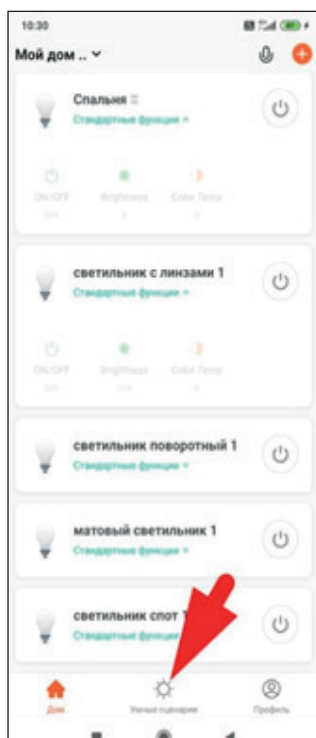 10:30
Мой дом ..
Спальня
Стандартные функции
ON/OFF Brightness Color Temp
светильник с линзами 1
Стандартные функции
ON/OFF Brightness Color Temp
светильник поворотный 1
Стандартные функции
матовый светильник 1
Стандартные функции
светильник спот 1
Стандартные функции
Дом Умные сценарии Профиль